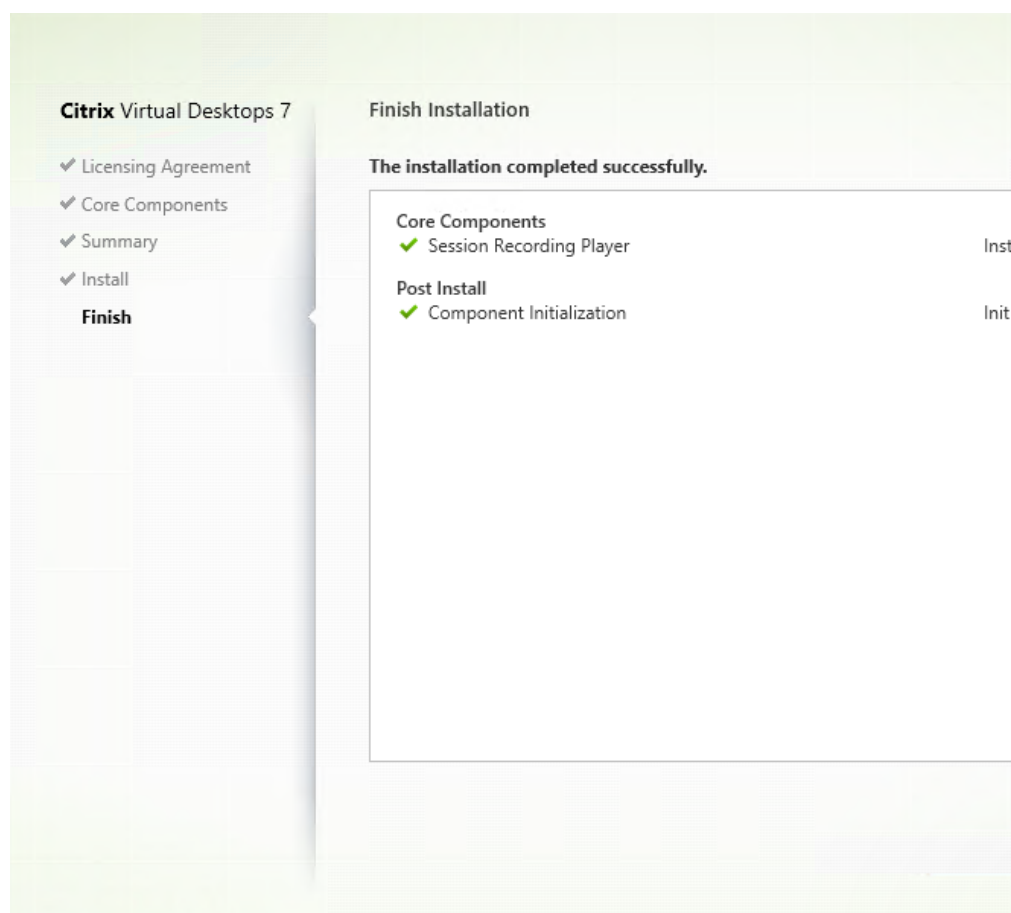 Citrix Virtual Desktops 7
Licensing Agreement
Core Components
Summary
Install
Finish
Finish Installation
The installation completed successfully.
Core Components
Session Recording Player Inst
Post Install
Component Initialization Init